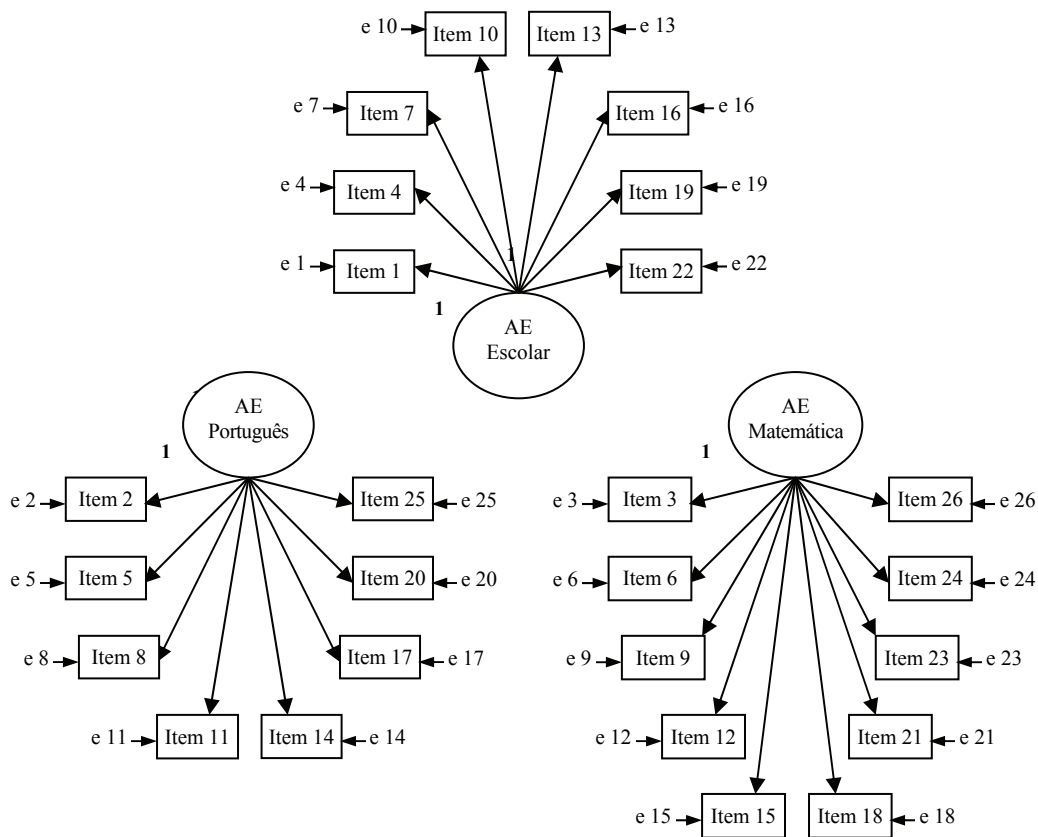 e 10 Item 10 Item 13 e 13
e 7 Item 7 Item 16 e 16
e 4 Item 4 Item 19 e 19
e 1 Item 1 1 Item 22 e 22
1
AE
Escolar
AE
Português
1
AE
Matemática
1
e 2 Item 2 Item 25 e 25
e 3 Item 3 Item 26 e 26
e 5 Item 5 Item 20 e 20
e 6 Item 6 Item 24 e 24
e 8 Item 8 Item 17 e 17
e 9 Item 9 Item 23 e 23
e 11 Item 11 Item 14 e 14
e 12 Item 12 Item 21 e 21
e 15 Item 15 Item 18 e 18